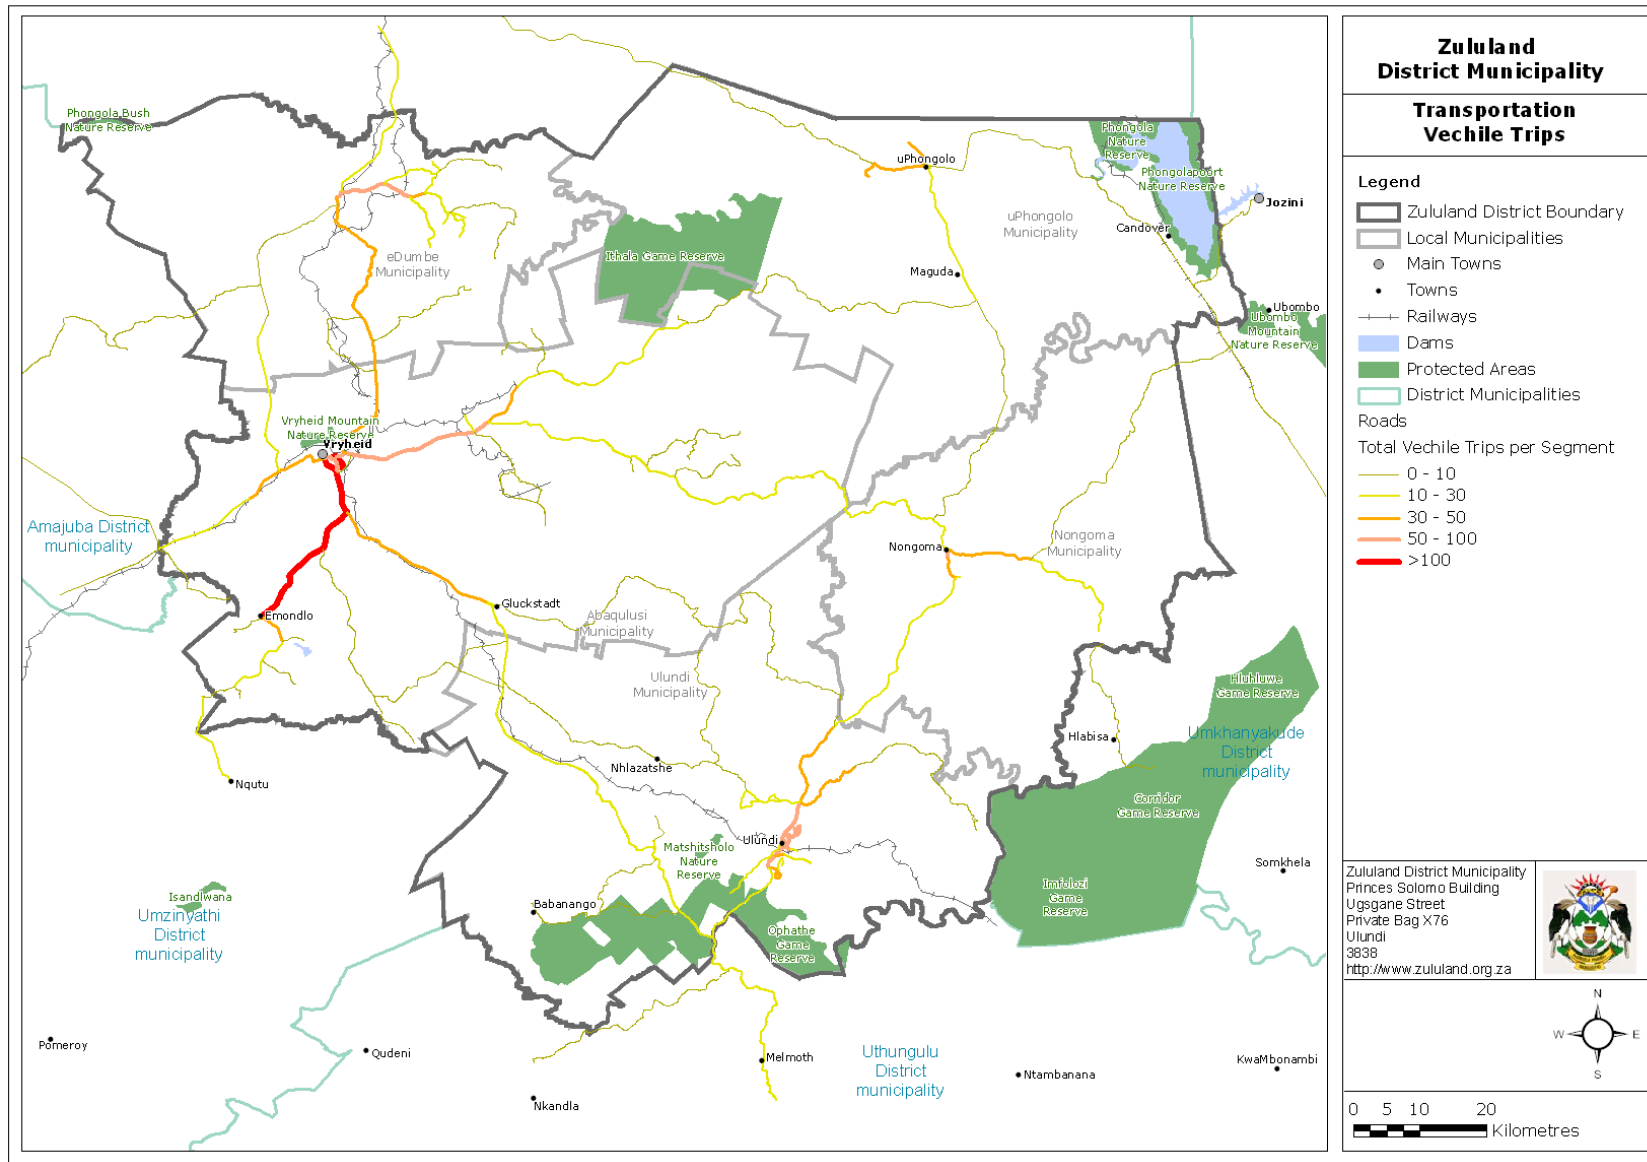 Zululand
District Municipality
Transportation
Vechile Trips
Legend
Zululand District Boundary
Local Municipalities
Main Towns
Towns
Railways
Dams
Protected Areas
District Municipalities
Roads
Total Vechile Trips per Segment
0 - 10
10 - 30
30 - 50
50 - 100
>100
Zululand District Municipality
Princes Solomo Building
Ugsgane Street
Private Bag X76
Ulundi
3838
http://www.zululand.org.za
N
W
E
S
0 5 10 20
Kilometres
Phongola Bush
Nature Reserve
uPhongolo
Phongola
Nature
Reserve
Phongolapoort
Nature Reserve
Jozini
uPhongolo
Municipality
Candover
eDumbe
Municipality
Ithala Game Reserve
Maguda
Ubombo
Ubombo
Mountain
Nature Reserve
Vryheid Mountain
Nature Reserve
Vryheid
Amajuba District
municipality
Nongoma
Nongoma
Municipality
Emondlo
Gluckstadt
Abaqulusi
Municipality
Ulundi
Municipality
Hluhluwe
Game Reserve
Hlabisa
Umkhanyakude
District
municipality
Nhlazatshe
Nqutu
Corridor
Game Reserve
Ulundi
Matshitsholo
Nature
Reserve
Somkhela
Isandlwana
Umzinyathi
District
municipality
Babanango
Imfolozi
Game
Reserve
Ophathe
Game
Reserve
Pomeroy
Qudeni
Melmoth
Uthungulu
District
municipality
Ntambanana
KwaMbonambi
Nkandla